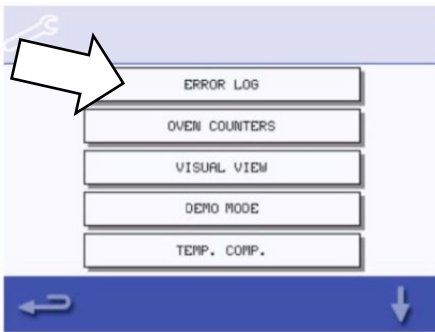 ERROR LOG
OVEN COUNTERS
VISUAL VIEW
DEMO MODE
TEMP. COMP.